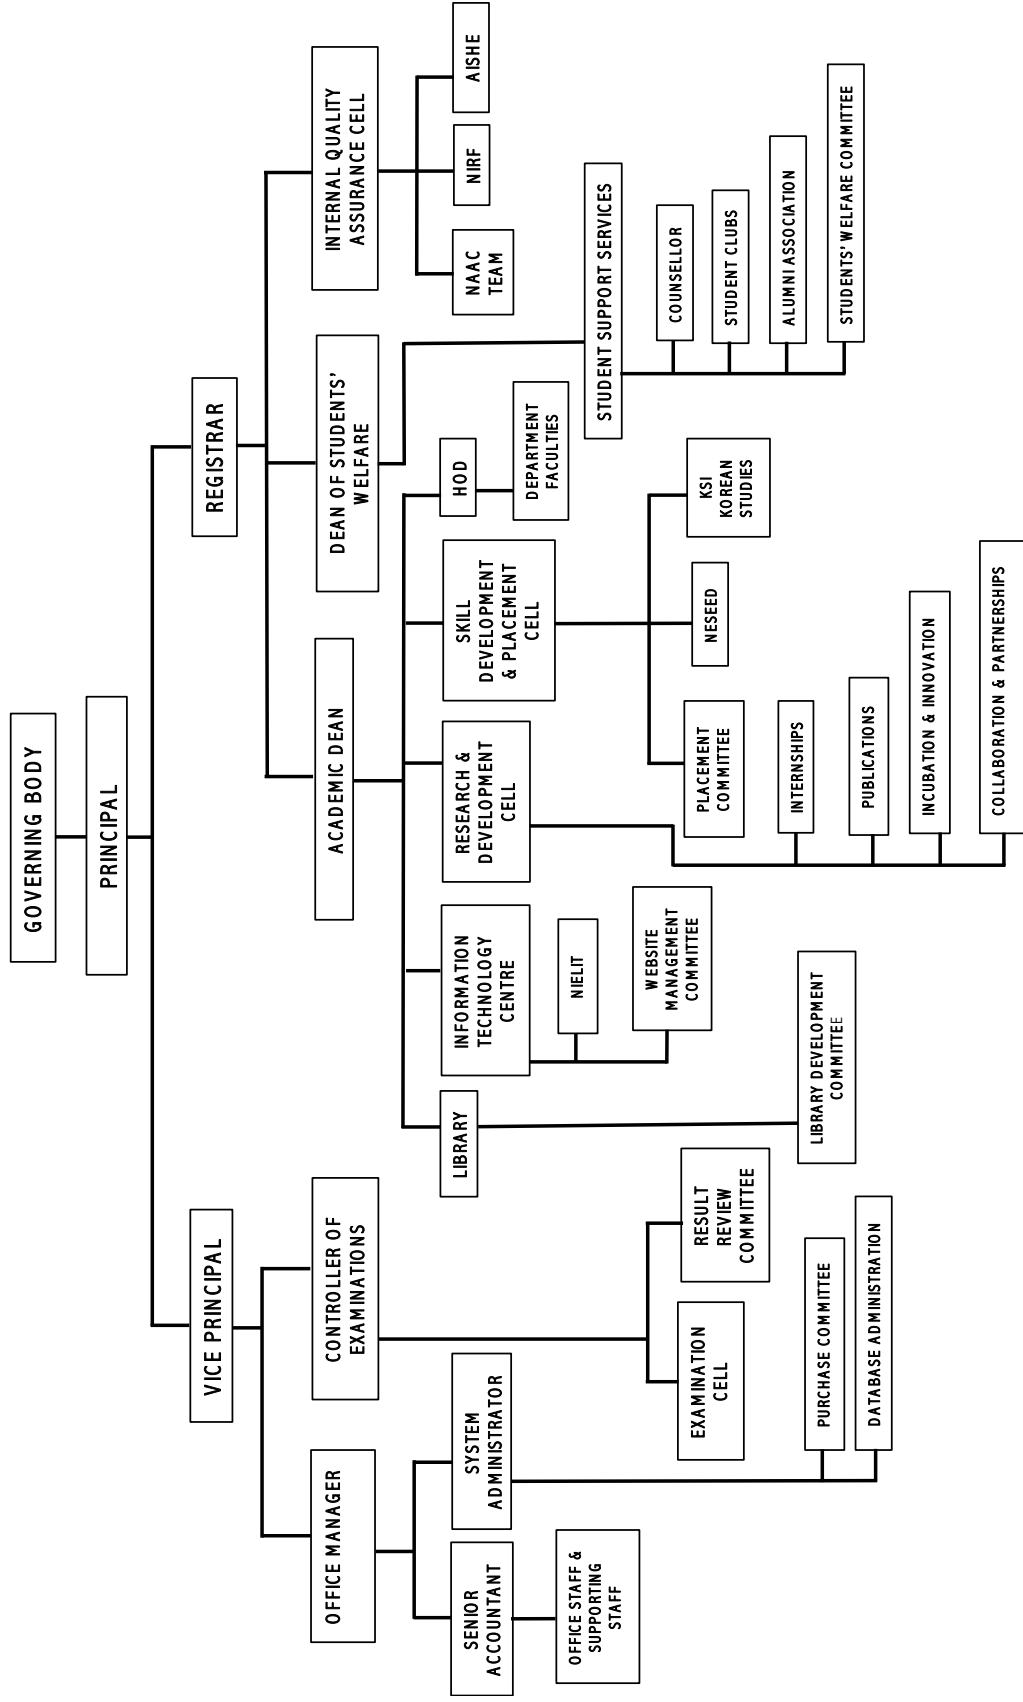 GOVERNING BODY
PRINCIPAL
VICE PRINCIPAL
REGISTRAR
OFFICE MANAGER
CONTROLLER OF
EXAMINATIONS
ACADEMIC DEAN
DEAN OF STUDENTS'
WELFARE
INTERNAL QUALITY
ASSURANCE CELL
SENIOR
ACCOUNTANT
SYSTEM
ADMINISTRATOR
LIBRARY
INFORMATION
TECHNOLOGY
CENTRE
RESEARCH &
DEVELOPMENT
CELL
SKILL
DEVELOPMENT
& PLACEMENT
CELL
HOD
NAAC
TEAM
NIRF
AISHE
OFFICE STAFF &
SUPPORTING
STAFF
NIELIT
DEPARTMENT
FACULTIES
STUDENT SUPPORT SERVICES
WEBSITE
MANAGEMENT
COMMITTEE
EXAMINATION
CELL
RESULT
REVIEW
COMMITTEE
PLACEMENT
COMMITTEE
NESEED
KSI
KOREAN
STUDIES
COUNSELLOR
STUDENT CLUBS
ALUMNI ASSOCIATION
STUDENTS' WELFARE COMMITTEE
PURCHASE COMMITTEE
DATABASE ADMINISTRATION
LIBRARY DEVELOPMENT
COMMITTEE
INTERNSHIPS
PUBLICATIONS
INCUBATION & INNOVATION
COLLABORATION & PARTNERSHIPS